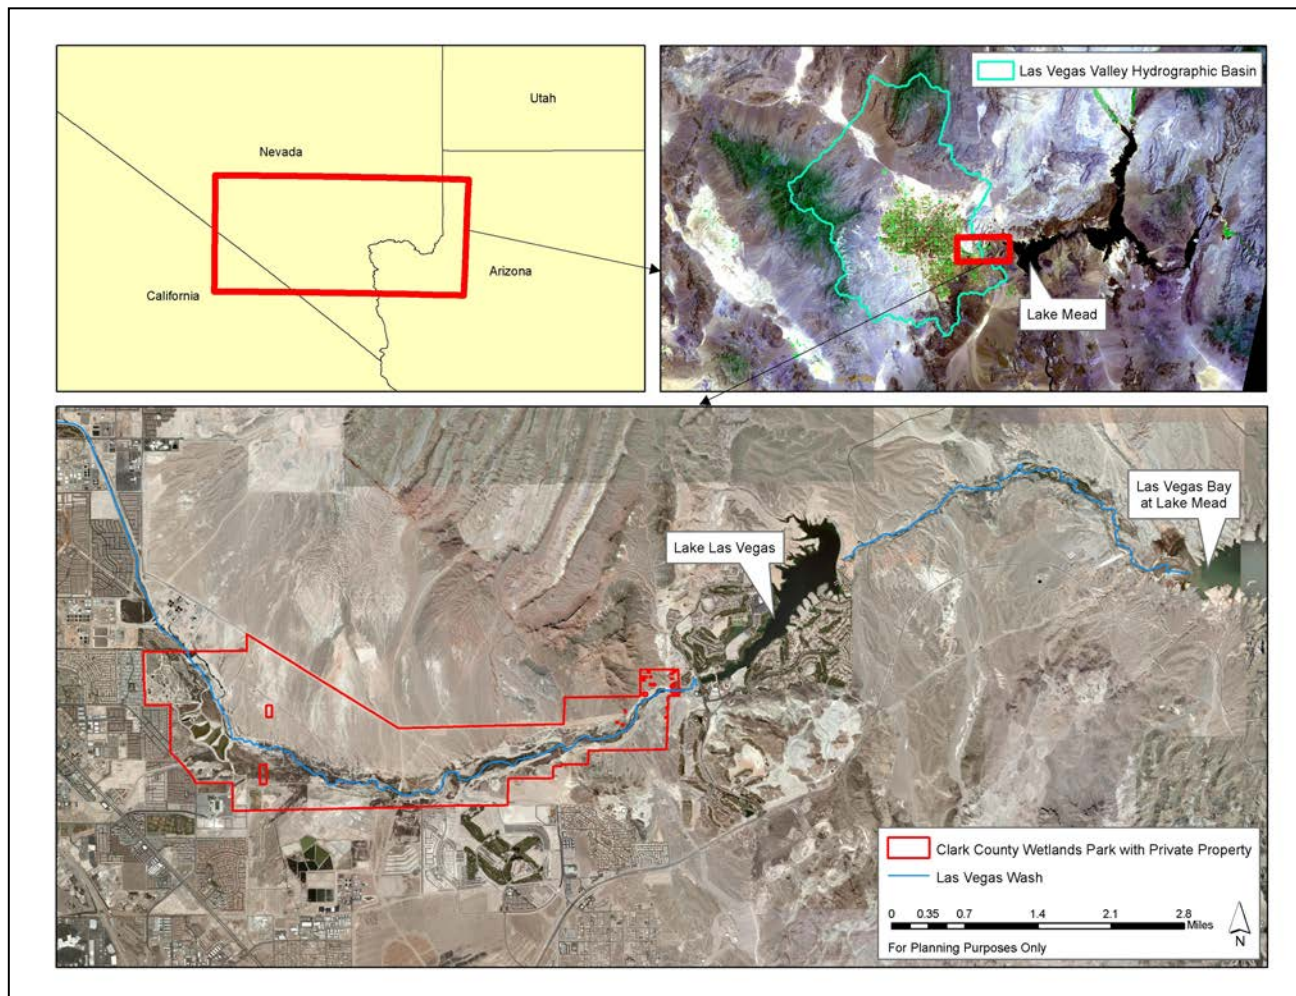 Utah
Nevada
Arizona
California
Las Vegas Valley Hydrographic Basin
Lake Mead
Lake Las Vegas
Las Vegas Bay
at Lake Mead
Clark County Wetlands Park with Private Property
Las Vegas Wash
0 0.35 0.7 1.4 2.1 2.8
Miles
N
For Planning Purposes Only